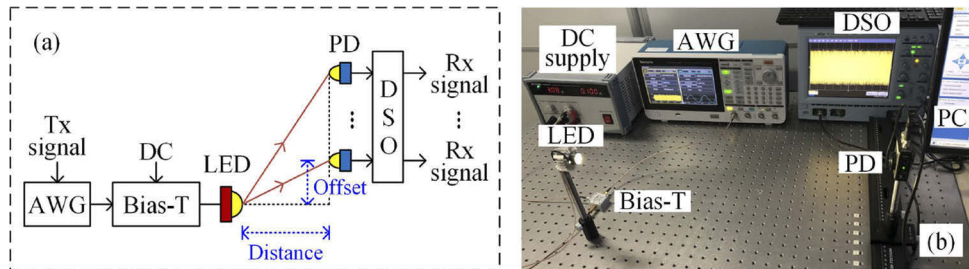 (a)
PD
Tx
signal
DC
LED
AWG
Bias-T
Offset
Distance
DSO
Rx
signal
Rx
signal
DC
supply
AWG
DSO
LED
PC
PD
Bias-T
(b)